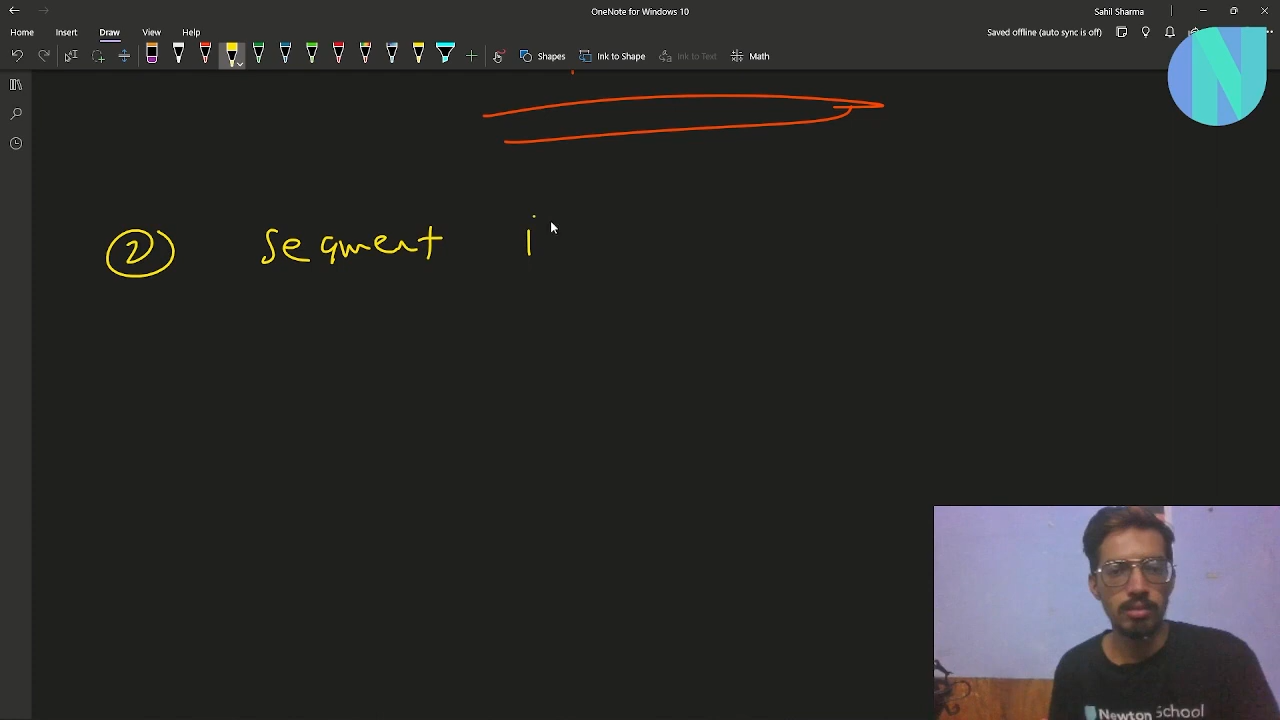 OneNote for Windows 10
Sahil Sharma
Home Insert Draw View Help
Saved offline (auto sync is off)
Shapes Ink to Shape Ink to Text Math
2 Segment i
Newton School